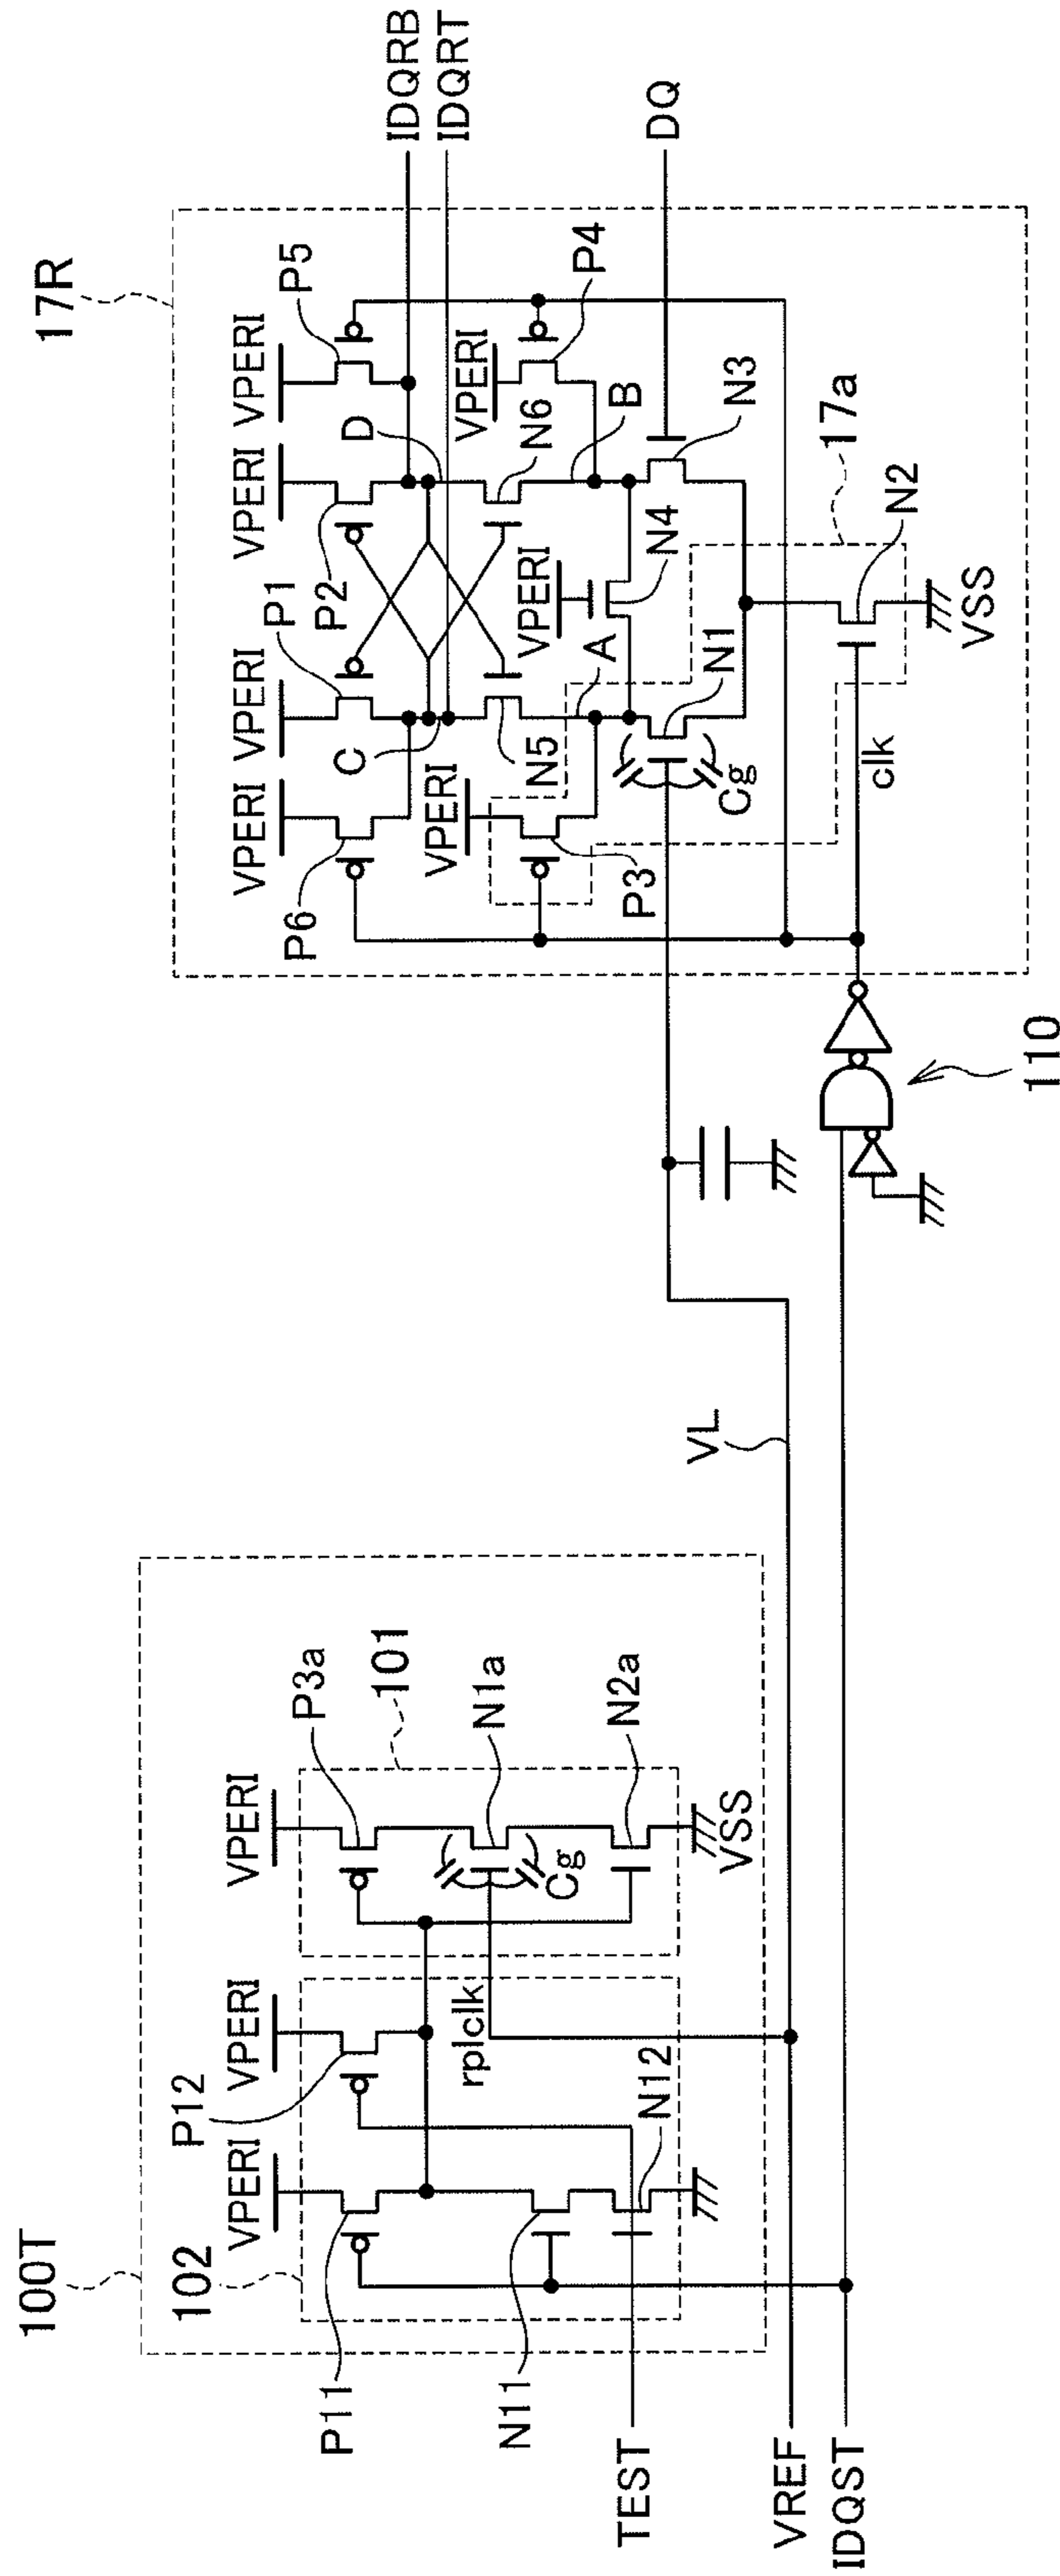 100T
102
P11
VPERI
P12
VPERI
VPERI
P3a
101
N1a
Cg
N2a
VSS
rplclk
N11
N12
TEST
VREF
IDQST
VL
110
17R
VPERI
P6
VPERI
P1
VPERI
P2
VPERI
P5
IDQRB
IDQRT
C
D
VPERI
P3
N5
N6
VPERI
P4
A
VPERI
N4
B
Cg
N1
N3
DQ
17a
clk
N2
VSS